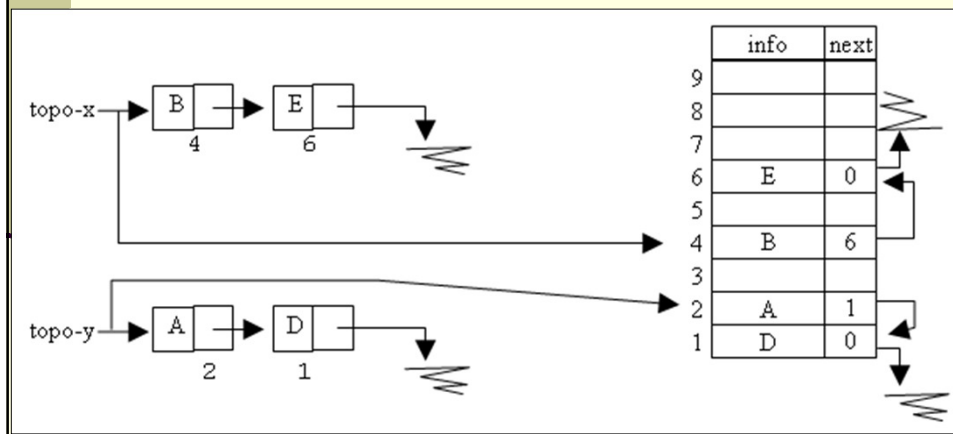 info next
9
8
7
6 E 0
5
4 B 6
3
2 A 1
1 D 0
topo-x B E
4 6
topo-y A D
2 1